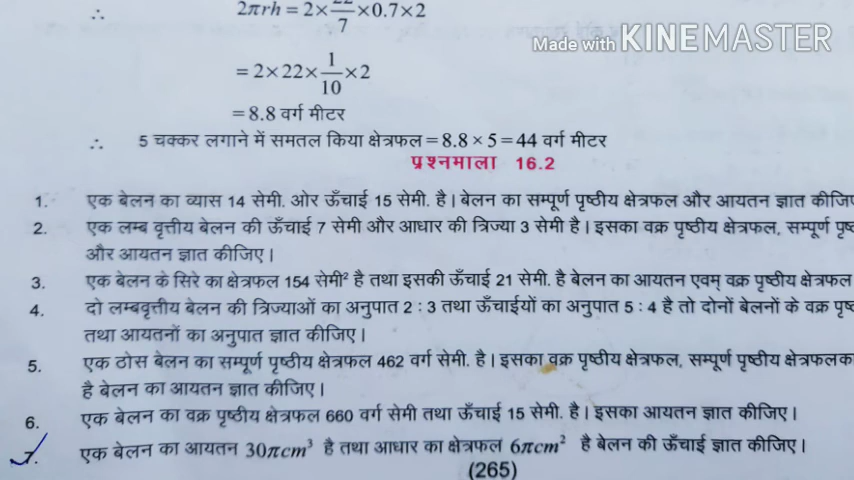 ∴ 2πrh = 2×22/7×0.7×2
Made with KINEMASTER
= 2×22×1/10×2
= 8.8 वर्ग मीटर
∴ 5 चक्कर लगाने में समतल किया क्षेत्रफल = 8.8 × 5 = 44 वर्ग मीटर
प्रश्नमाला 16.2
1. एक बेलन का व्यास 14 सेमी. ओर ऊँचाई 15 सेमी. है। बेलन का सम्पूर्ण पृष्ठीय क्षेत्रफल और आयतन ज्ञात
2. एक लम्ब वृत्तीय बेलन की ऊँचाई 7 सेमी और आधार की त्रिज्या 3 सेमी है। इसका वक्र पृष्ठीय क्षेत्रफल, सम्पूर्ण
और आयतन ज्ञात कीजिए।
3. एक बेलन के सिरे का क्षेत्रफल 154 सेमी² है तथा इसकी ऊँचाई 21 सेमी. है बेलन का आयतन एवम् वक्र पृष्ठीय क्षेत्रफल
4. दो लम्बवृत्तीय बेलन की त्रिज्याओं का अनुपात 2 : 3 तथा ऊँचाईयों का अनुपात 5 : 4 है तो दोनों बेलनों के वक्र
तथा आयतनों का अनुपात ज्ञात कीजिए।
5. एक ठोस बेलन का सम्पूर्ण पृष्ठीय क्षेत्रफल 462 वर्ग सेमी. है। इसका वक्र पृष्ठीय क्षेत्रफल, सम्पूर्ण पृष्ठीय क्षेत्रफलका
है बेलन का आयतन ज्ञात कीजिए।
6. एक बेलन का वक्र पृष्ठीय क्षेत्रफल 660 वर्ग सेमी तथा ऊँचाई 15 सेमी. है। इसका आयतन ज्ञात कीजिए।
7. एक बेलन का आयतन 30πcm³ है तथा आधार का क्षेत्रफल 6πcm² है बेलन की ऊँचाई ज्ञात कीजिए।
(265)